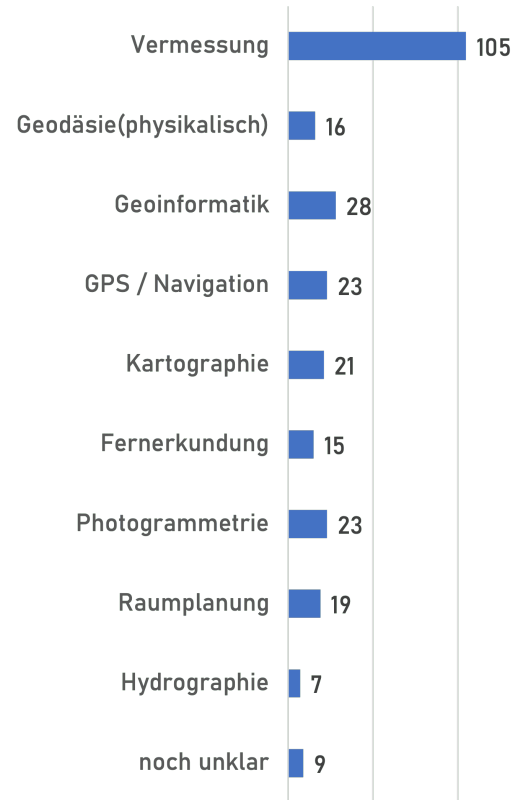 Vermessung 105
Geodäsie(physikalisch) 16
Geoinformatik 28
GPS / Navigation 23
Kartographie 21
Fernerkundung 15
Photogrammetrie 23
Raumplanung 19
Hydrographie 7
noch unklar 9